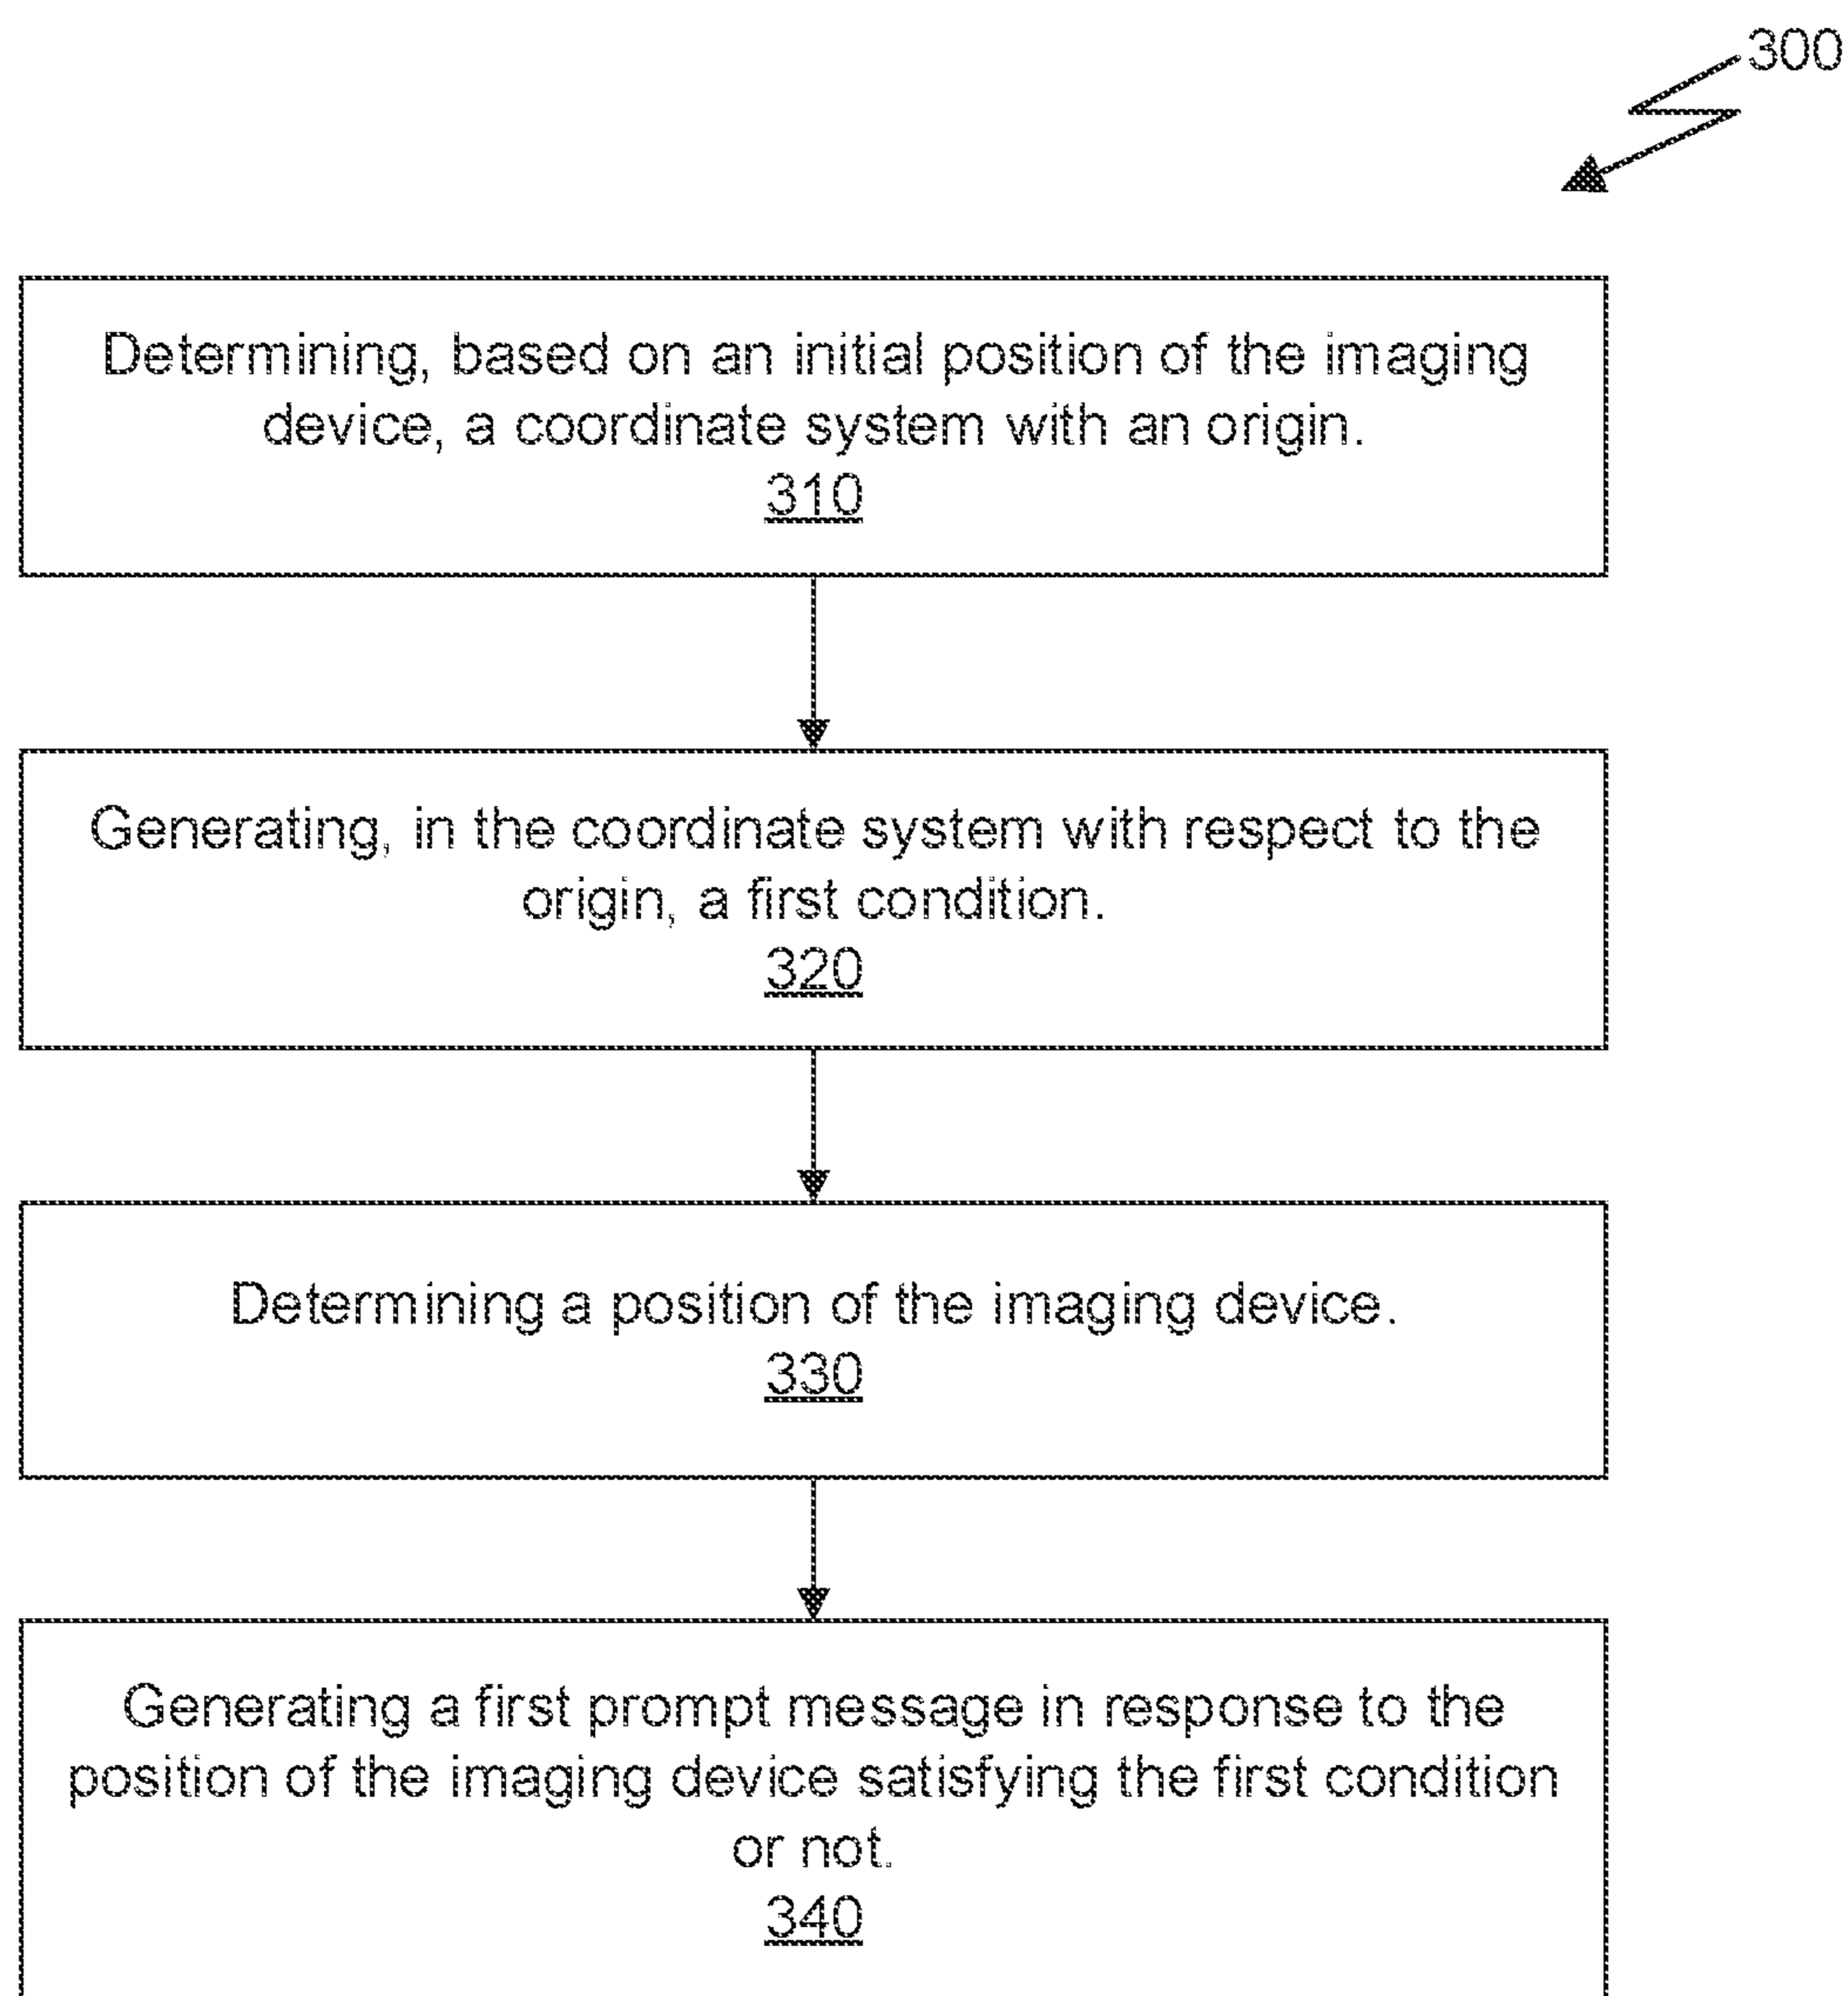 300
Determining, based on an initial position of the imaging
device, a coordinate system with an origin.
310
Generating, in the coordinate system with respect to the
origin, a first condition.
320
Determining a position of the imaging device.
330
Generating a first prompt message in response to the
position of the imaging device satisfying the first condition
or not.
340